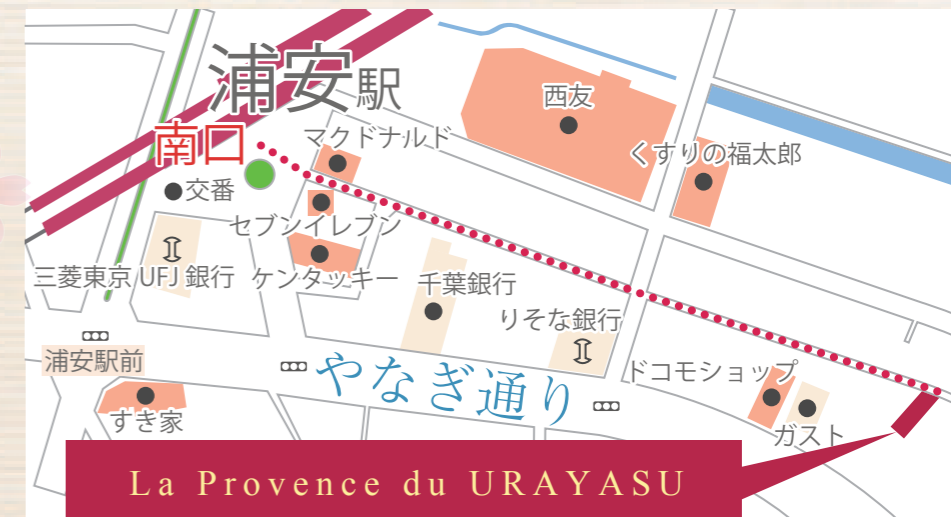 浦安駅
南口
マクドナルド
西友
くすりの福太郎
交番
セブンイレブン
三菱東京UFJ銀行
ケンタッキー
千葉銀行
りそな銀行
浦安駅前
やなぎ通り
ドコモショップ
すき家
ガスト
La Provence du URAYASU